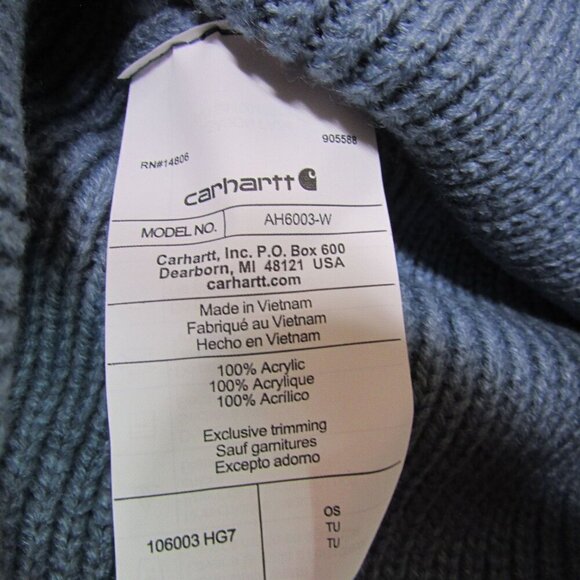 RN#14806 905588
carhartt
MODEL NO. AH6003-W
Carhartt, Inc. P.O. Box 600
Dearborn, MI 48121 USA
carhartt.com
Made in Vietnam
Fabriqué au Vietnam
Hecho en Vietnam
100% Acrylic
100% Acrylique
100% Acrílico
Exclusive trimming
Sauf garnitures
Excepto adorno
106003 HG7
OS
TU
TU